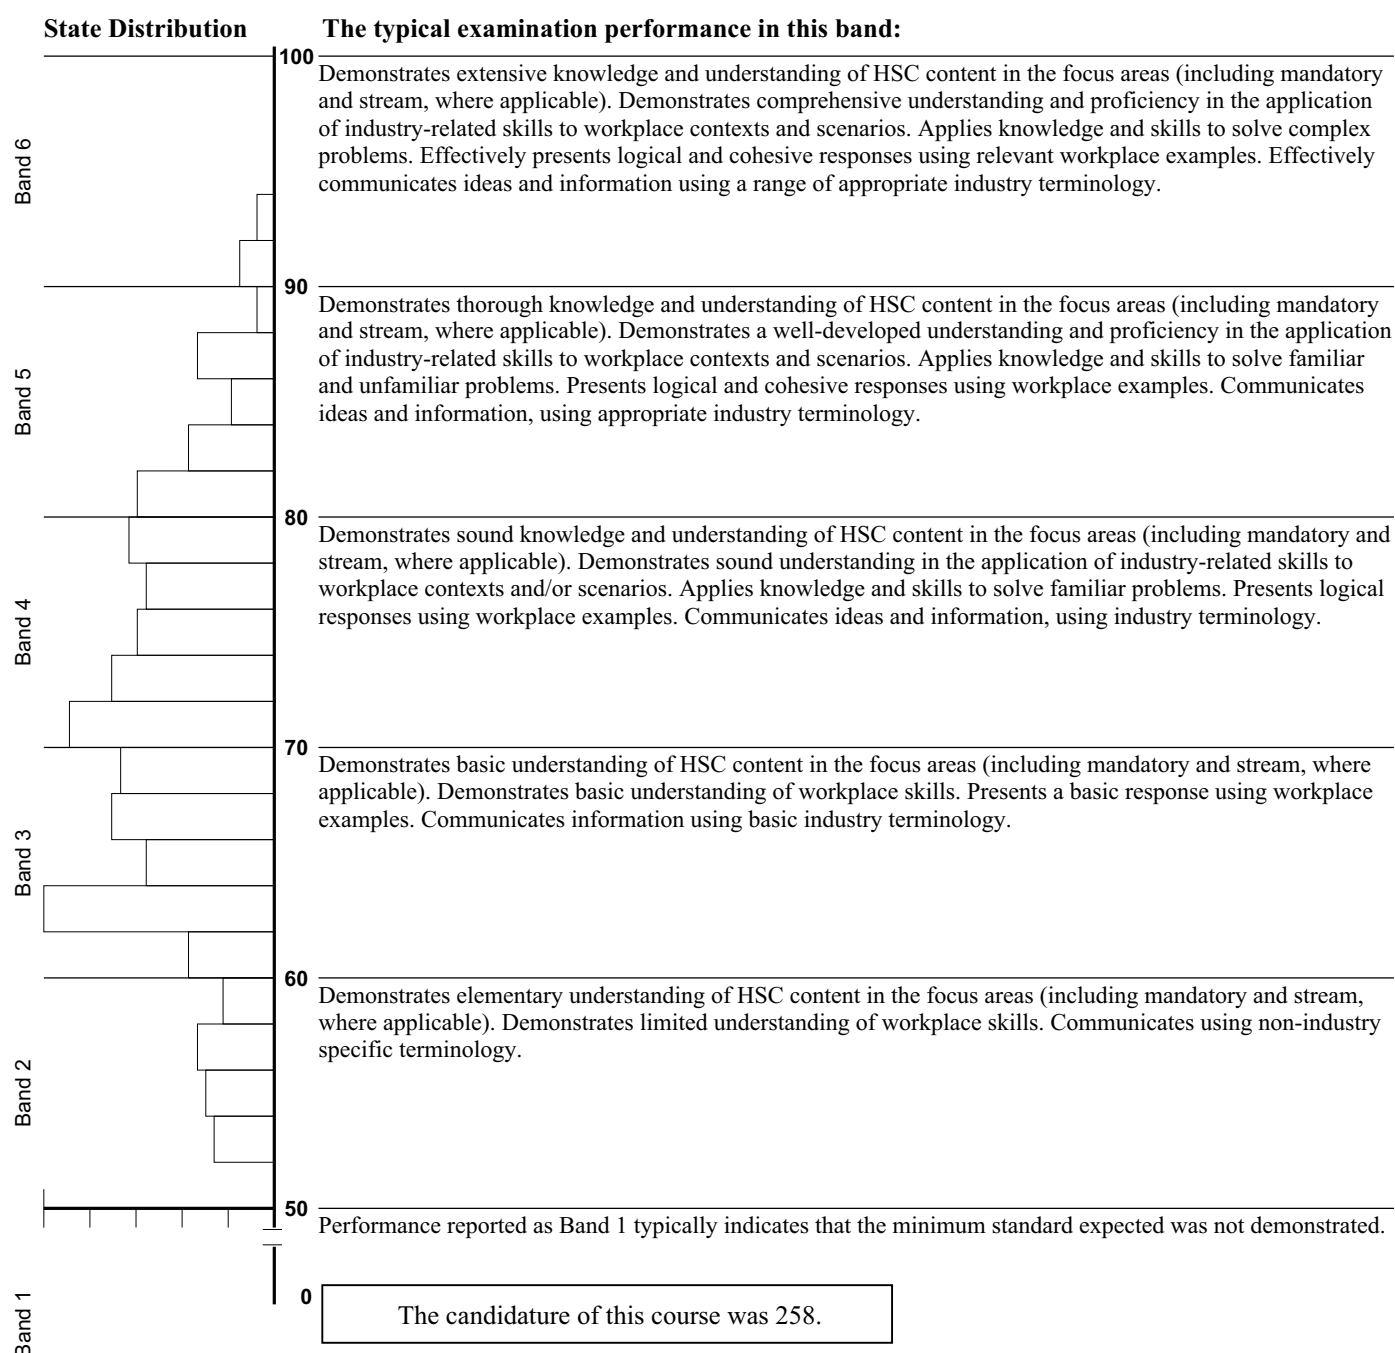 State Distribution
The typical examination performance in this band:
100
Demonstrates extensive knowledge and understanding of HSC content in the focus areas (including mandatory
and stream, where applicable). Demonstrates comprehensive understanding and proficiency in the application
of industry-related skills to workplace contexts and scenarios. Applies knowledge and skills to solve complex
problems. Effectively presents logical and cohesive responses using relevant workplace examples. Effectively
communicates ideas and information using a range of appropriate industry terminology.
Band 6
90
Demonstrates thorough knowledge and understanding of HSC content in the focus areas (including mandatory
and stream, where applicable). Demonstrates a well-developed understanding and proficiency in the application
of industry-related skills to workplace contexts and scenarios. Applies knowledge and skills to solve familiar
and unfamiliar problems. Presents logical and cohesive responses using workplace examples. Communicates
ideas and information, using appropriate industry terminology.
Band 5
80
Demonstrates sound knowledge and understanding of HSC content in the focus areas (including mandatory and
stream, where applicable). Demonstrates sound understanding in the application of industry-related skills to
workplace contexts and/or scenarios. Applies knowledge and skills to solve familiar problems. Presents logical
responses using workplace examples. Communicates ideas and information, using industry terminology.
Band 4
70
Demonstrates basic understanding of HSC content in the focus areas (including mandatory and stream, where
applicable). Demonstrates basic understanding of workplace skills. Presents a basic response using workplace
examples. Communicates information using basic industry terminology.
Band 3
60
Demonstrates elementary understanding of HSC content in the focus areas (including mandatory and stream,
where applicable). Demonstrates limited understanding of workplace skills. Communicates using non-industry
specific terminology.
Band 2
50
Performance reported as Band 1 typically indicates that the minimum standard expected was not demonstrated.
0
Band 1
The candidature of this course was 258.